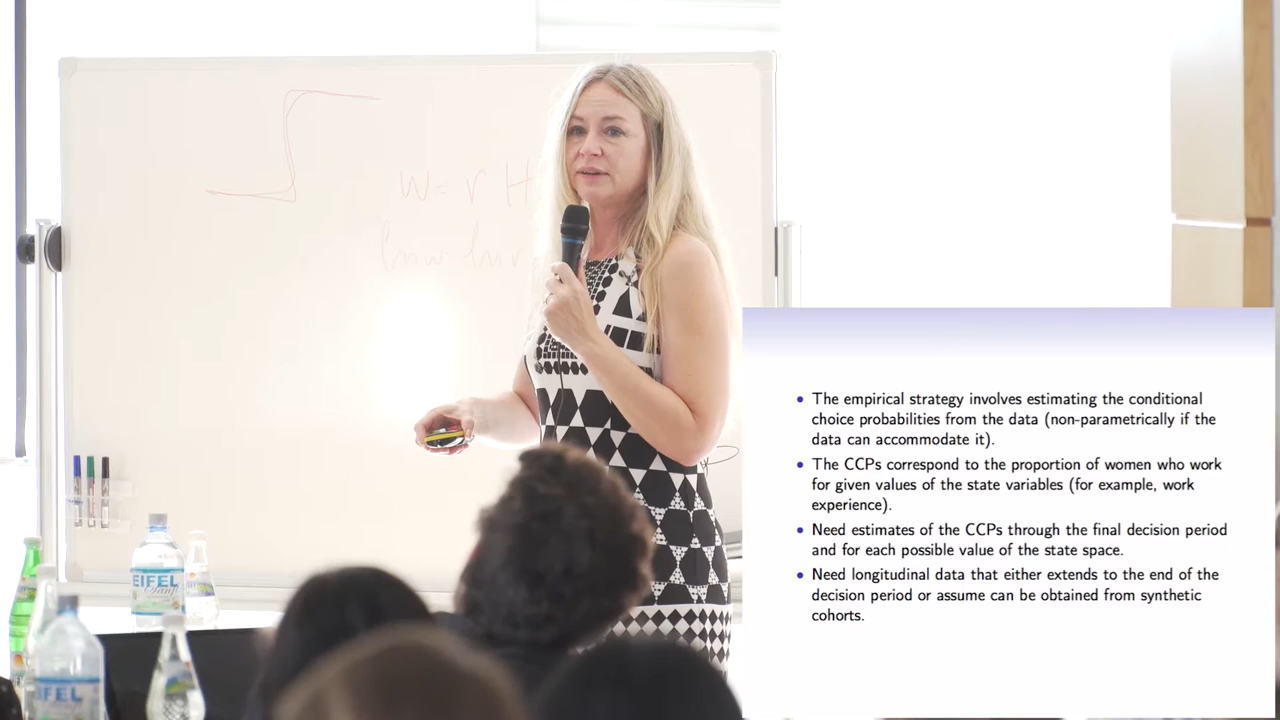 W = r H
lnw = lnr
• The empirical strategy involves estimating the conditional
choice probabilities from the data (non-parametrically if the
data can accommodate it).
• The CCPs correspond to the proportion of women who work
for given values of the state variables (for example, work
experience).
• Need estimates of the CCPs through the final decision period
and for each possible value of the state space.
• Need longitudinal data that either extends to the end of the
decision period or assume can be obtained from synthetic
cohorts.
EIFEL
EIFEL